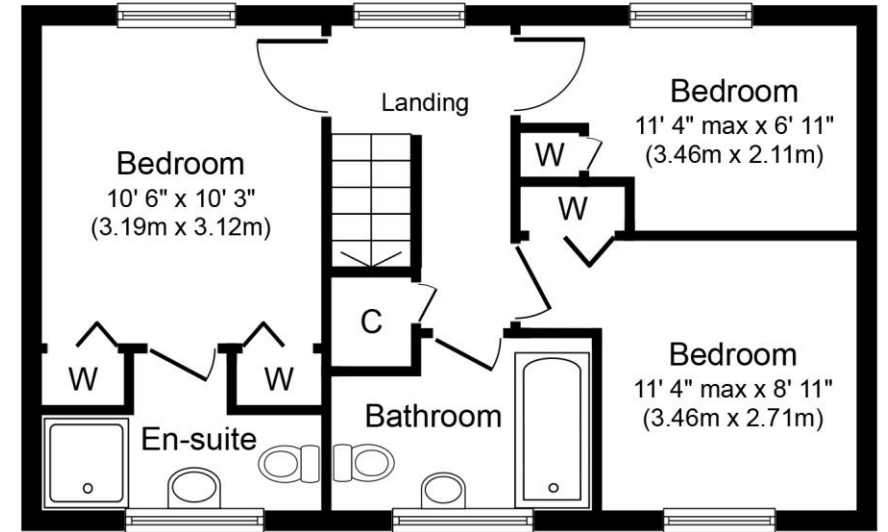 Landing
Bedroom
11' 4" max x 6' 11"
(3.46m x 2.11m)
W
W
Bedroom
10' 6" x 10' 3"
(3.19m x 3.12m)
C
W
W
Bedroom
11' 4" max x 8' 11"
(3.46m x 2.71m)
Bathroom
En-suite